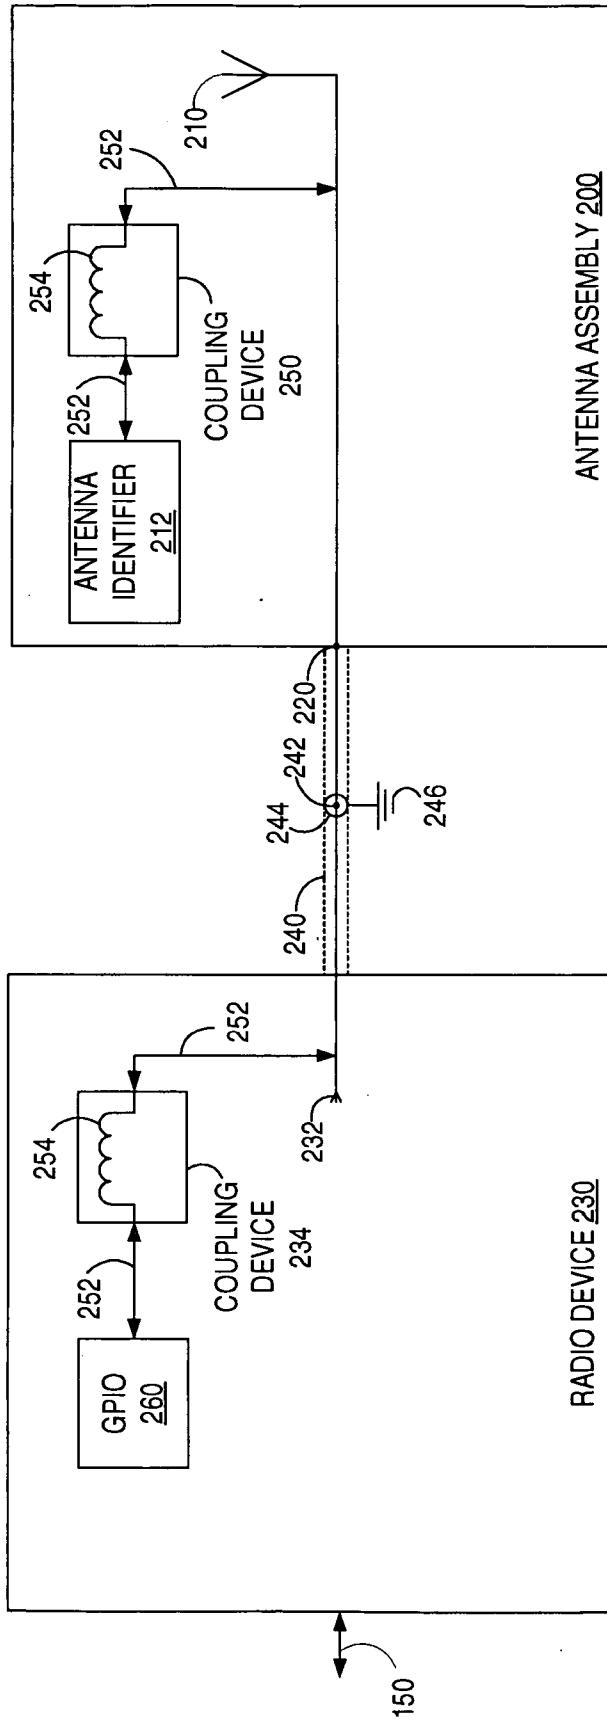 150
GPIO
260
252
254
COUPLING
DEVICE
234
252
232
RADIO DEVICE 230
240
244
242
246
220
ANTENNA
IDENTIFIER
212
252
254
COUPLING
DEVICE
250
252
210
ANTENNA ASSEMBLY 200